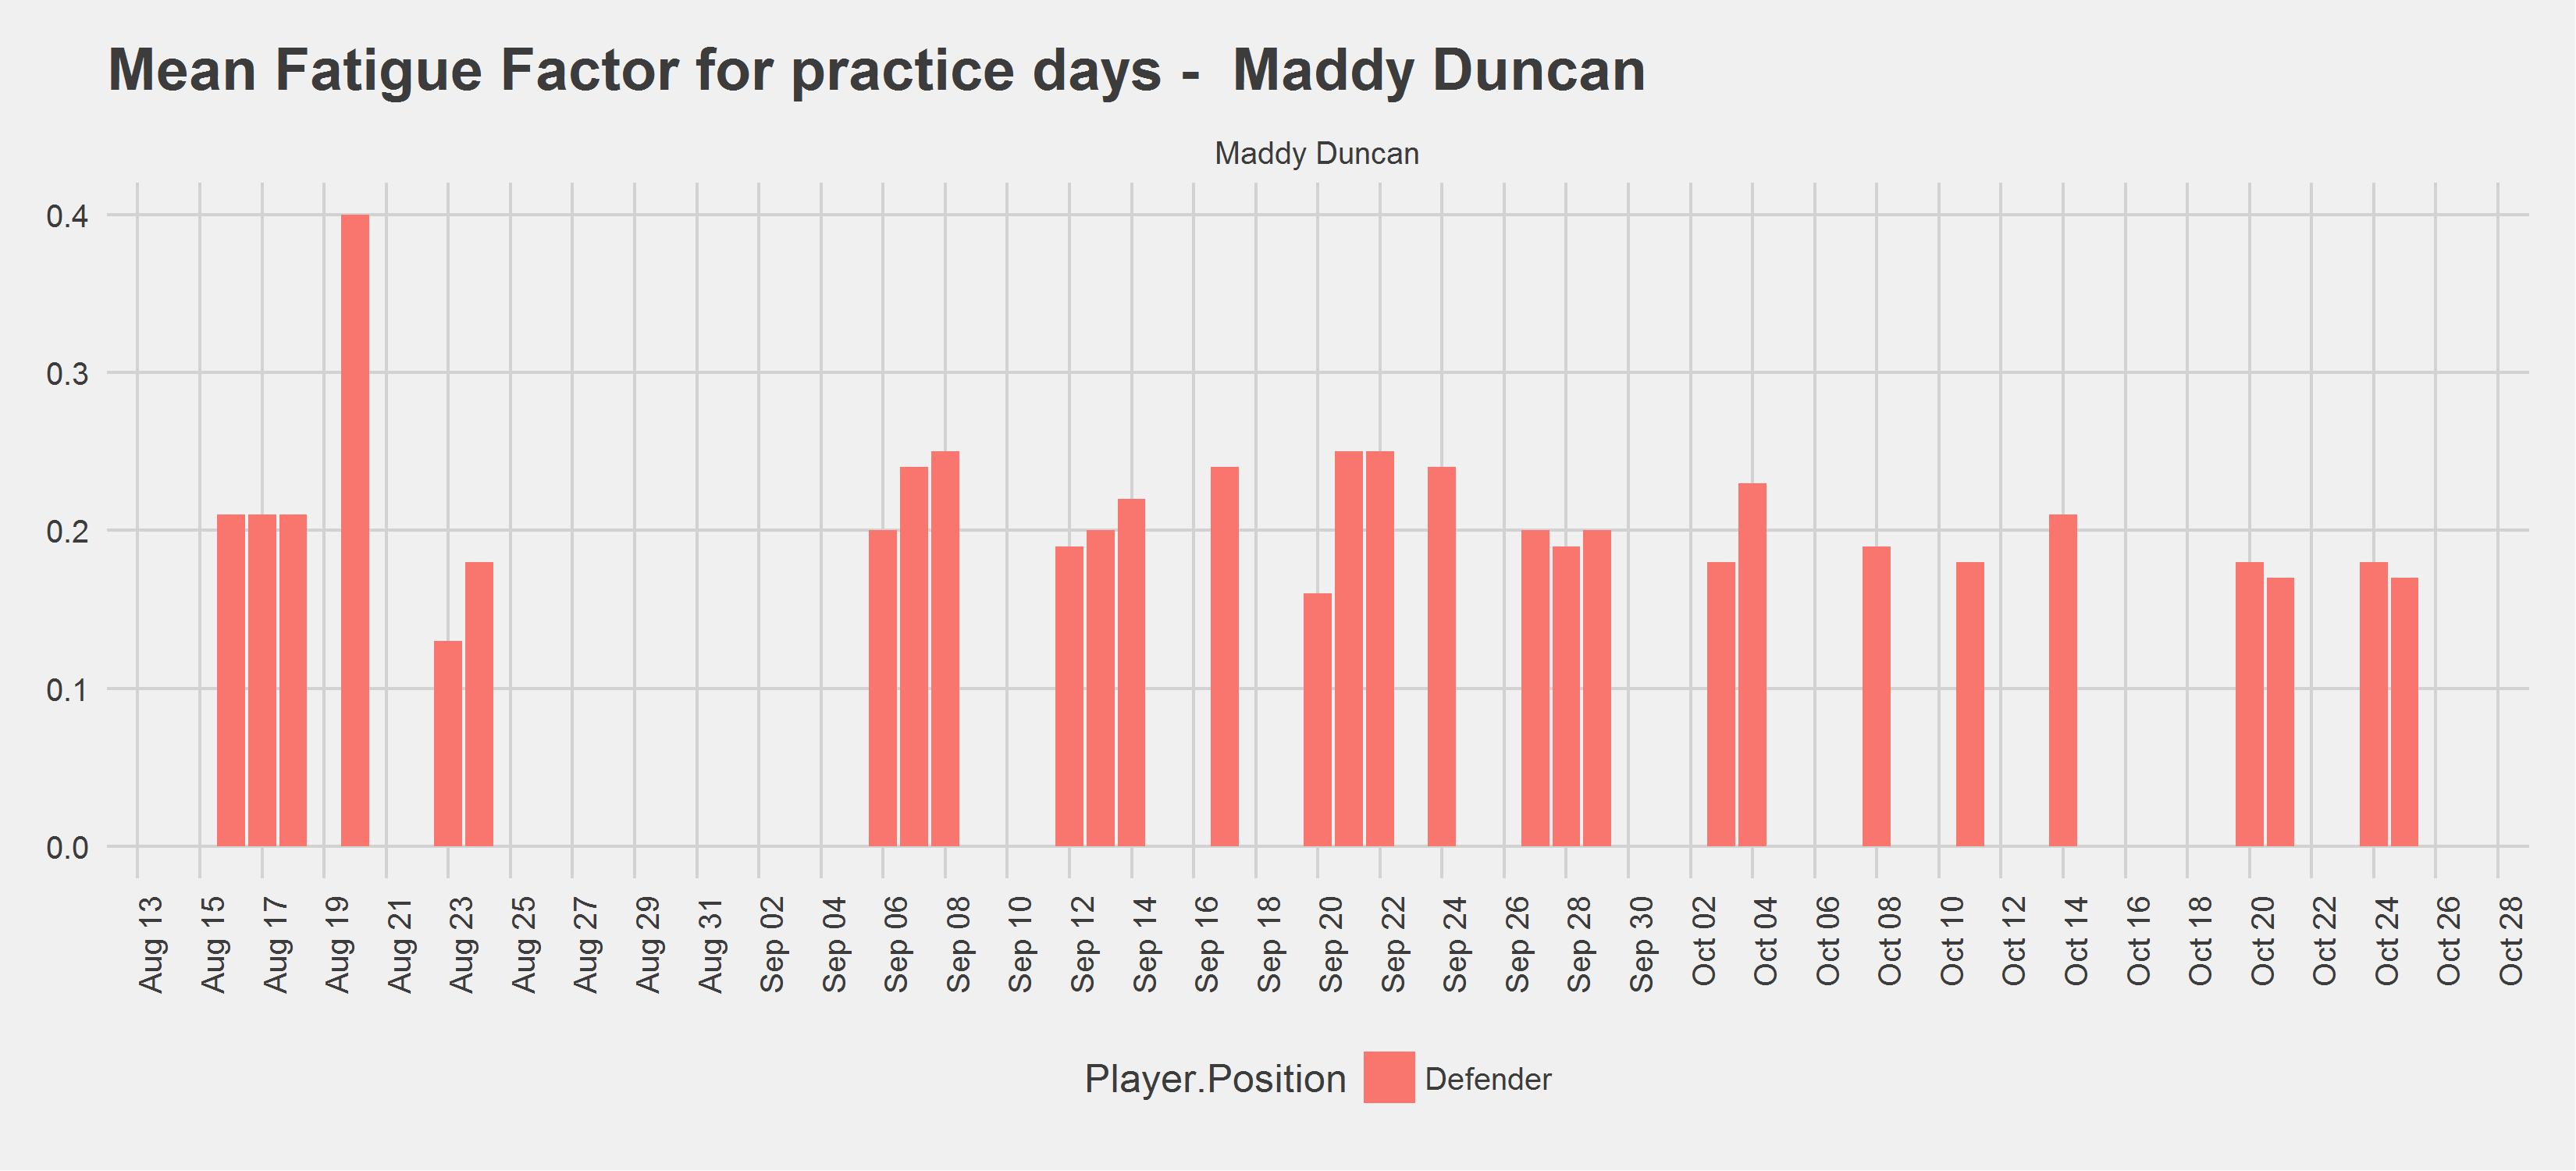 Mean Fatigue Factor for practice days -  Maddy Duncan
Maddy Duncan
0.4
0.3
0.2
0.1
0.0
Aug 13
Aug 15
Aug 17
Aug 19
Aug 21
Aug 23
Aug 25
Aug 27
Aug 29
Aug 31
Sep 02
Sep 04
Sep 06
Sep 08
Sep 10
Sep 12
Sep 14
Sep 16
Sep 18
Sep 20
Sep 22
Sep 24
Sep 26
Sep 28
Sep 30
Oct 02
Oct 04
Oct 06
Oct 08
Oct 10
Oct 12
Oct 14
Oct 16
Oct 18
Oct 20
Oct 22
Oct 24
Oct 26
Oct 28
Player.Position Defender